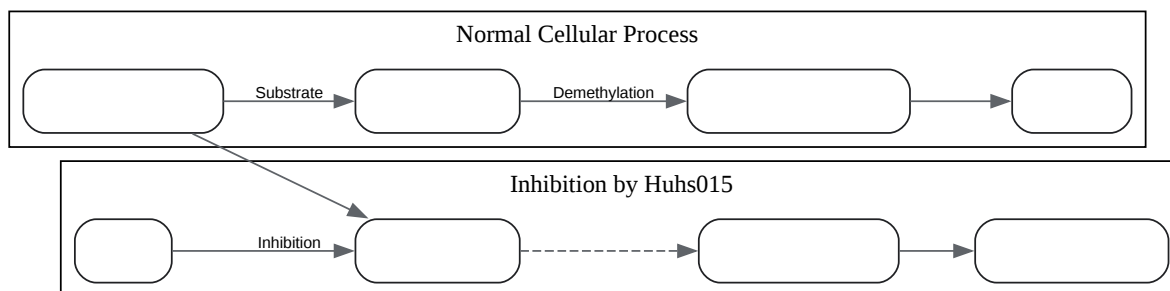 Normal Cellular Process
Substrate
Demethylation
Inhibition by Huhs015
Inhibition